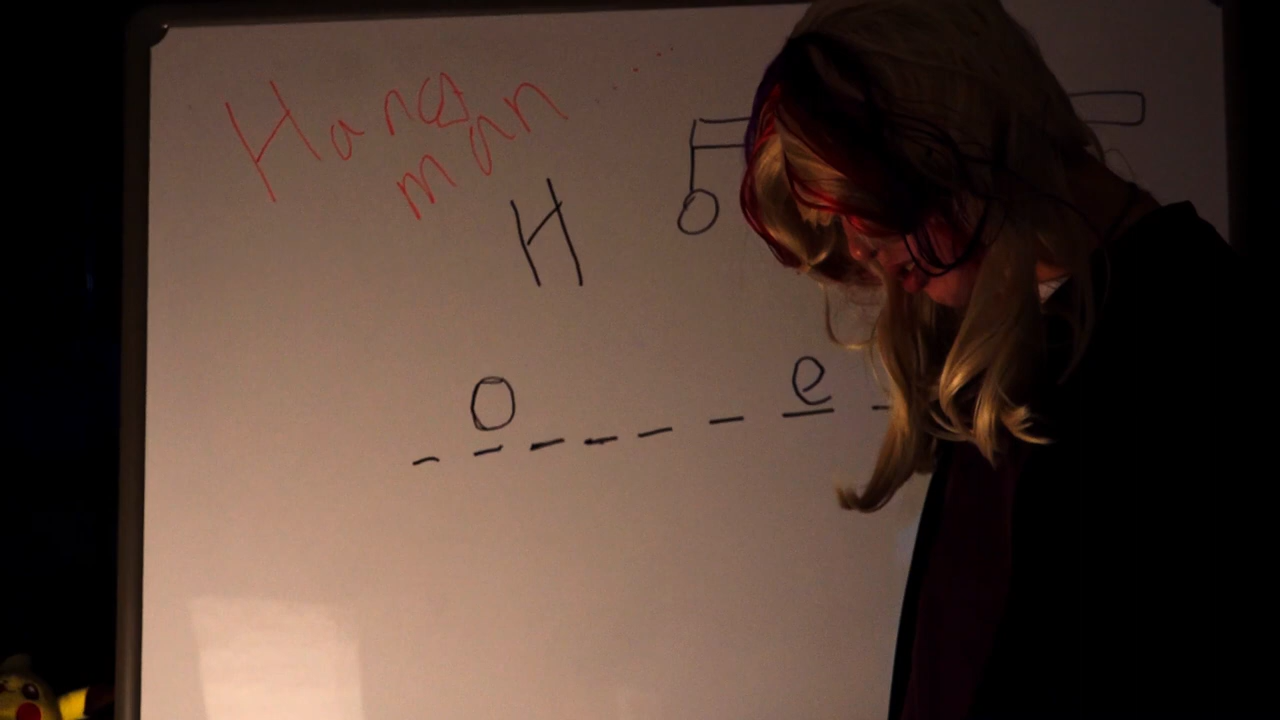 Hang
man
H
_ O _ _ _ _ e _